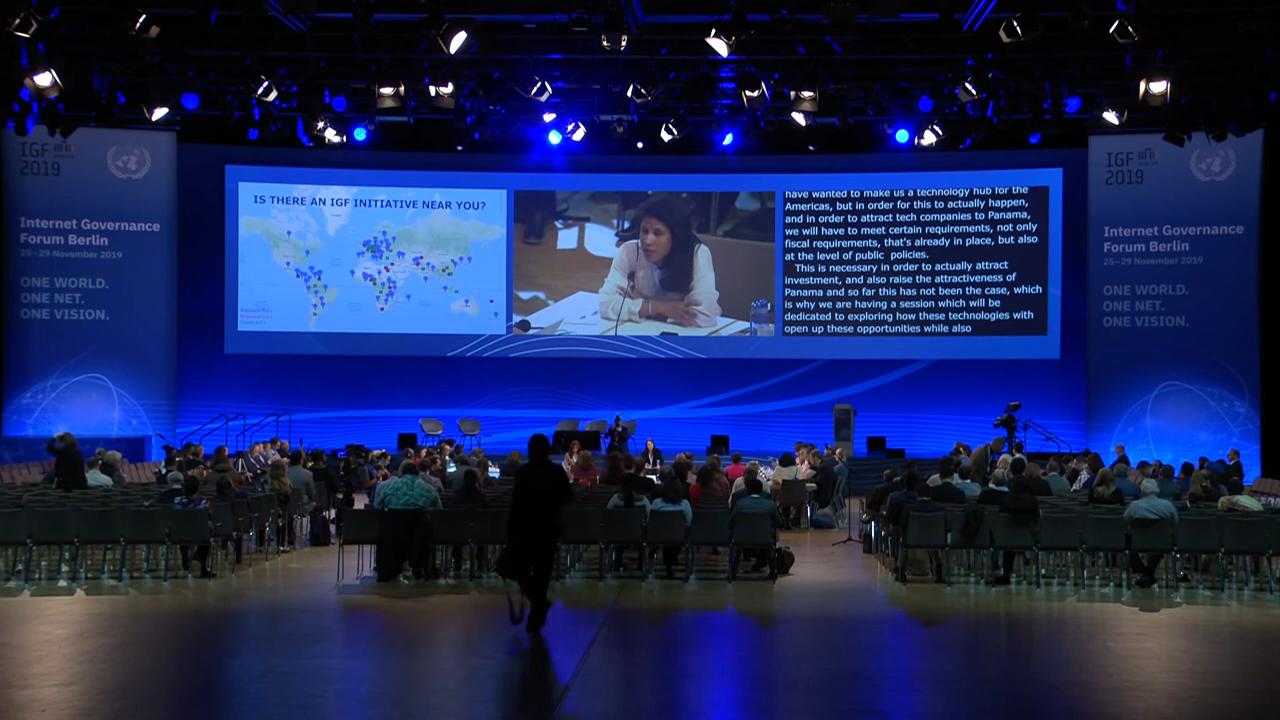 IGF
2019
Internet Governance
Forum Berlin
25–29 November 2019
ONE WORLD.
ONE NET.
ONE VISION.
IS THERE AN IGF INITIATIVE NEAR YOU?
have wanted to make us a technology hub for the
Americas, but in order for this to actually happen,
and in order to attract tech companies to Panama,
we will have to meet certain requirements, not only
fiscal requirements, that's already in place, but also
at the level of public  policies.
This is necessary in order to actually attract
investment, and also raise the attractiveness of
Panama and so far this has not been the case, which
is why we are having a session which will be
dedicated to exploring how these technologies with
open up these opportunities while also
IGF
2019
Internet Governance
Forum Berlin
25–29 November 2019
ONE WORLD.
ONE NET.
ONE VISION.